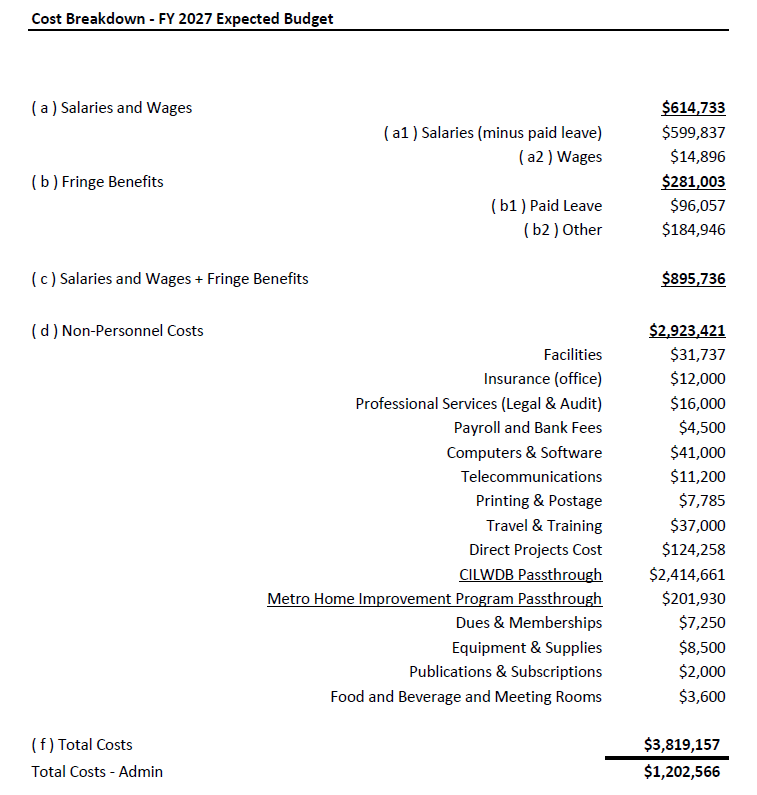 Cost Breakdown - FY 2027 Expected Budget
( a ) Salaries and Wages $614,733
( a1 ) Salaries (minus paid leave) $599,837
( a2 ) Wages $14,896
( b ) Fringe Benefits $281,003
( b1 ) Paid Leave $96,057
( b2 ) Other $184,946
( c ) Salaries and Wages + Fringe Benefits $895,736
( d ) Non-Personnel Costs $2,923,421
Facilities $31,737
Insurance (office) $12,000
Professional Services (Legal & Audit) $16,000
Payroll and Bank Fees $4,500
Computers & Software $41,000
Telecommunications $11,200
Printing & Postage $7,785
Travel & Training $37,000
Direct Projects Cost $124,258
CILWDB Passthrough $2,414,661
Metro Home Improvement Program Passthrough $201,930
Dues & Memberships $7,250
Equipment & Supplies $8,500
Publications & Subscriptions $2,000
Food and Beverage and Meeting Rooms $3,600
( f ) Total Costs $3,819,157
Total Costs - Admin $1,202,566